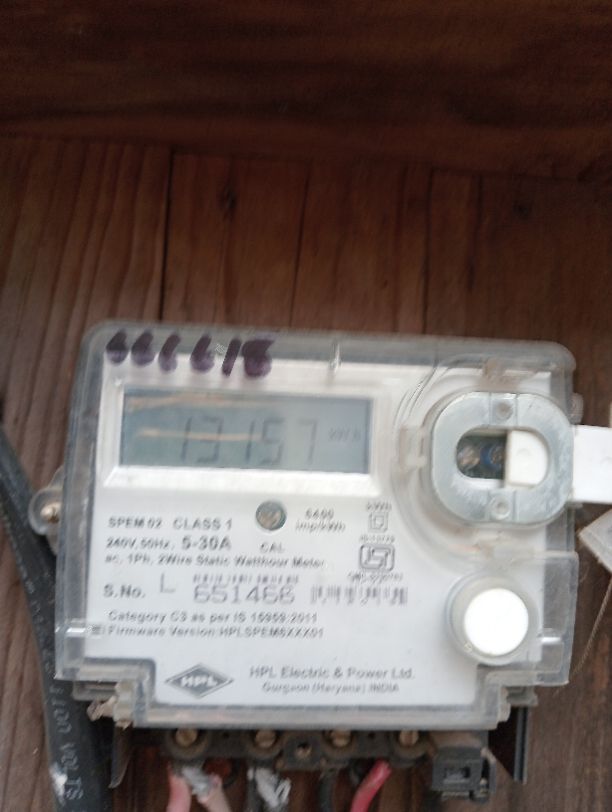 666618
13157
SPEM 02 CLASS 1
240V, 50Hz, 5-30A
CAL
6400
imp/kWh
kWh
ac, 1Ph, 2Wire Static Watthour Meter
S.No. L 651466
Category C3 as per IS 15959:2011
Firmware Version:HPLSPEM6XXX01
HPL
HPL Electric & Power Ltd.
Gurgaon (Haryana) INDIA